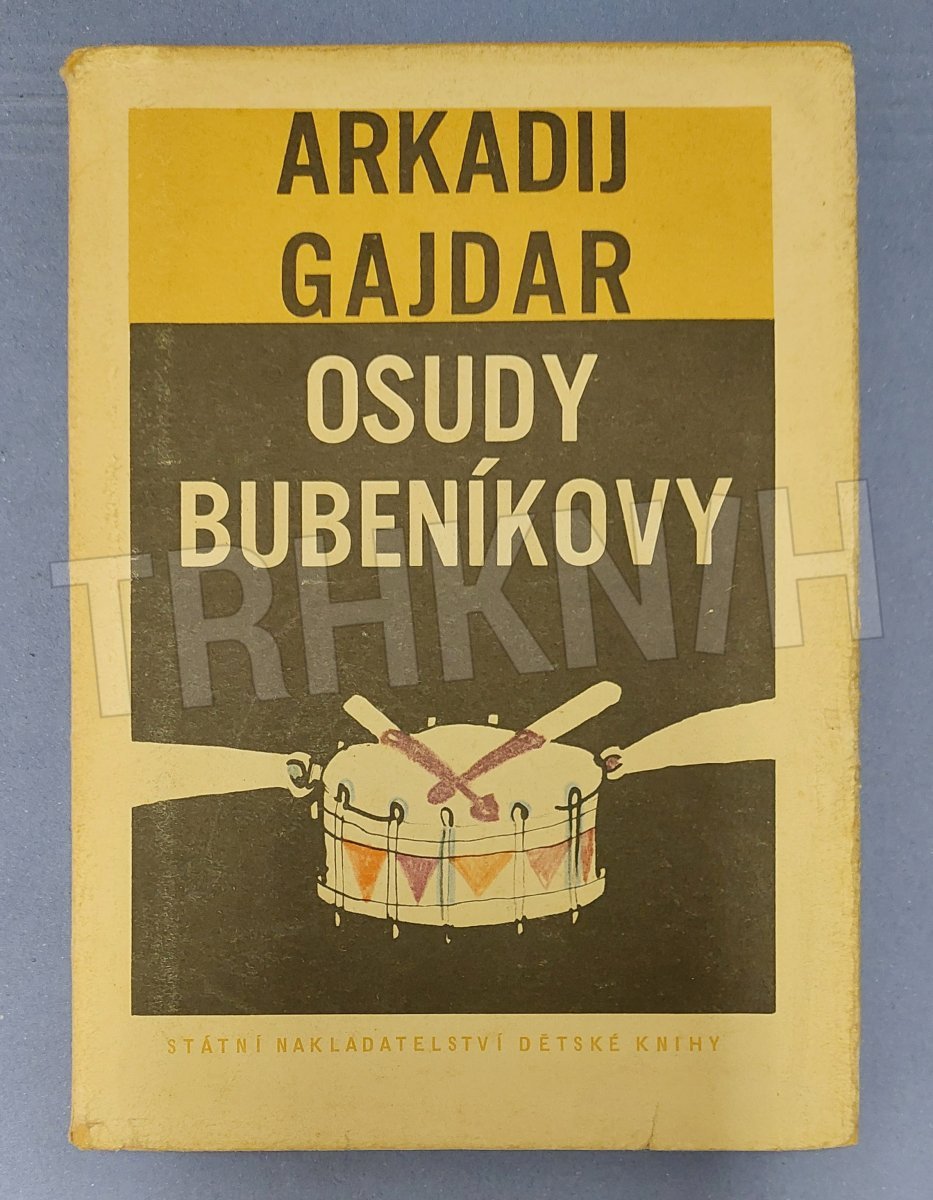 ARKADIJ
GAJDAR
OSUDY
BUBENÍKOVY
TRHKNIH
STÁTNÍ NAKLADATELSTVÍ DĚTSKÉ KNIHY